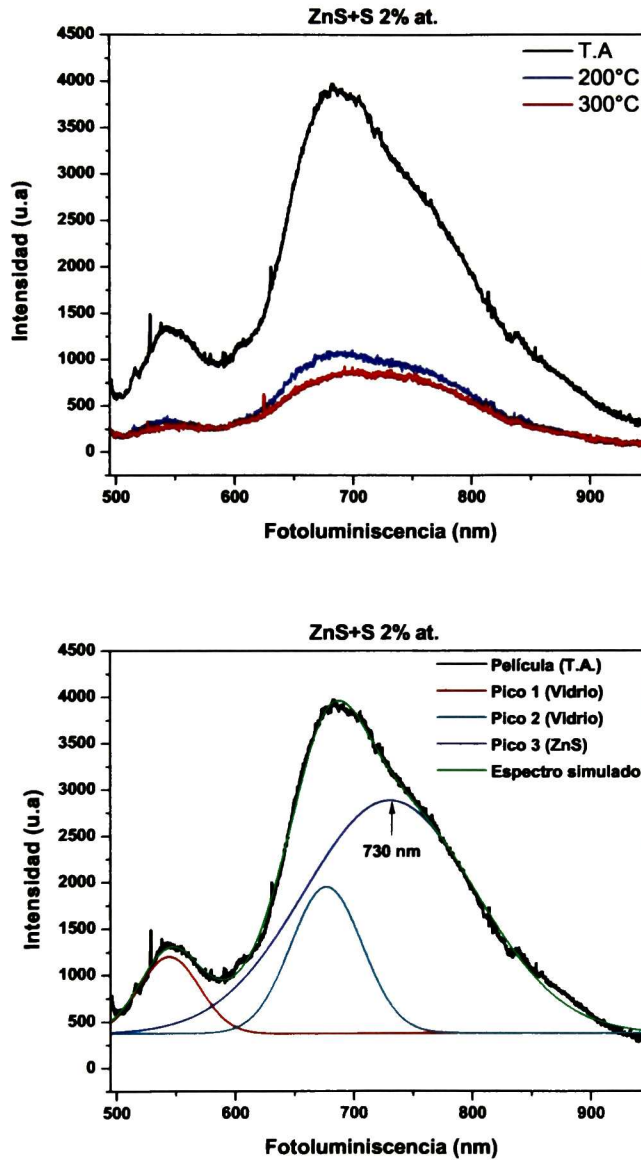 ZnS+S 2% at.
4500
4000
3500
3000
2500
2000
1500
1000
500
0
Intensidad (u.a)
T.A
200°C
300°C
500
600
700
800
900
Fotoluminiscencia (nm)
ZnS+S 2% at.
4500
4000
3500
3000
2500
2000
1500
1000
500
0
Intensidad (u.a)
Película (T.A.)
Pico 1 (Vidrio)
Pico 2 (Vidrio)
Pico 3 (ZnS)
Espectro simulado
730 nm
500
600
700
800
900
Fotoluminiscencia (nm)